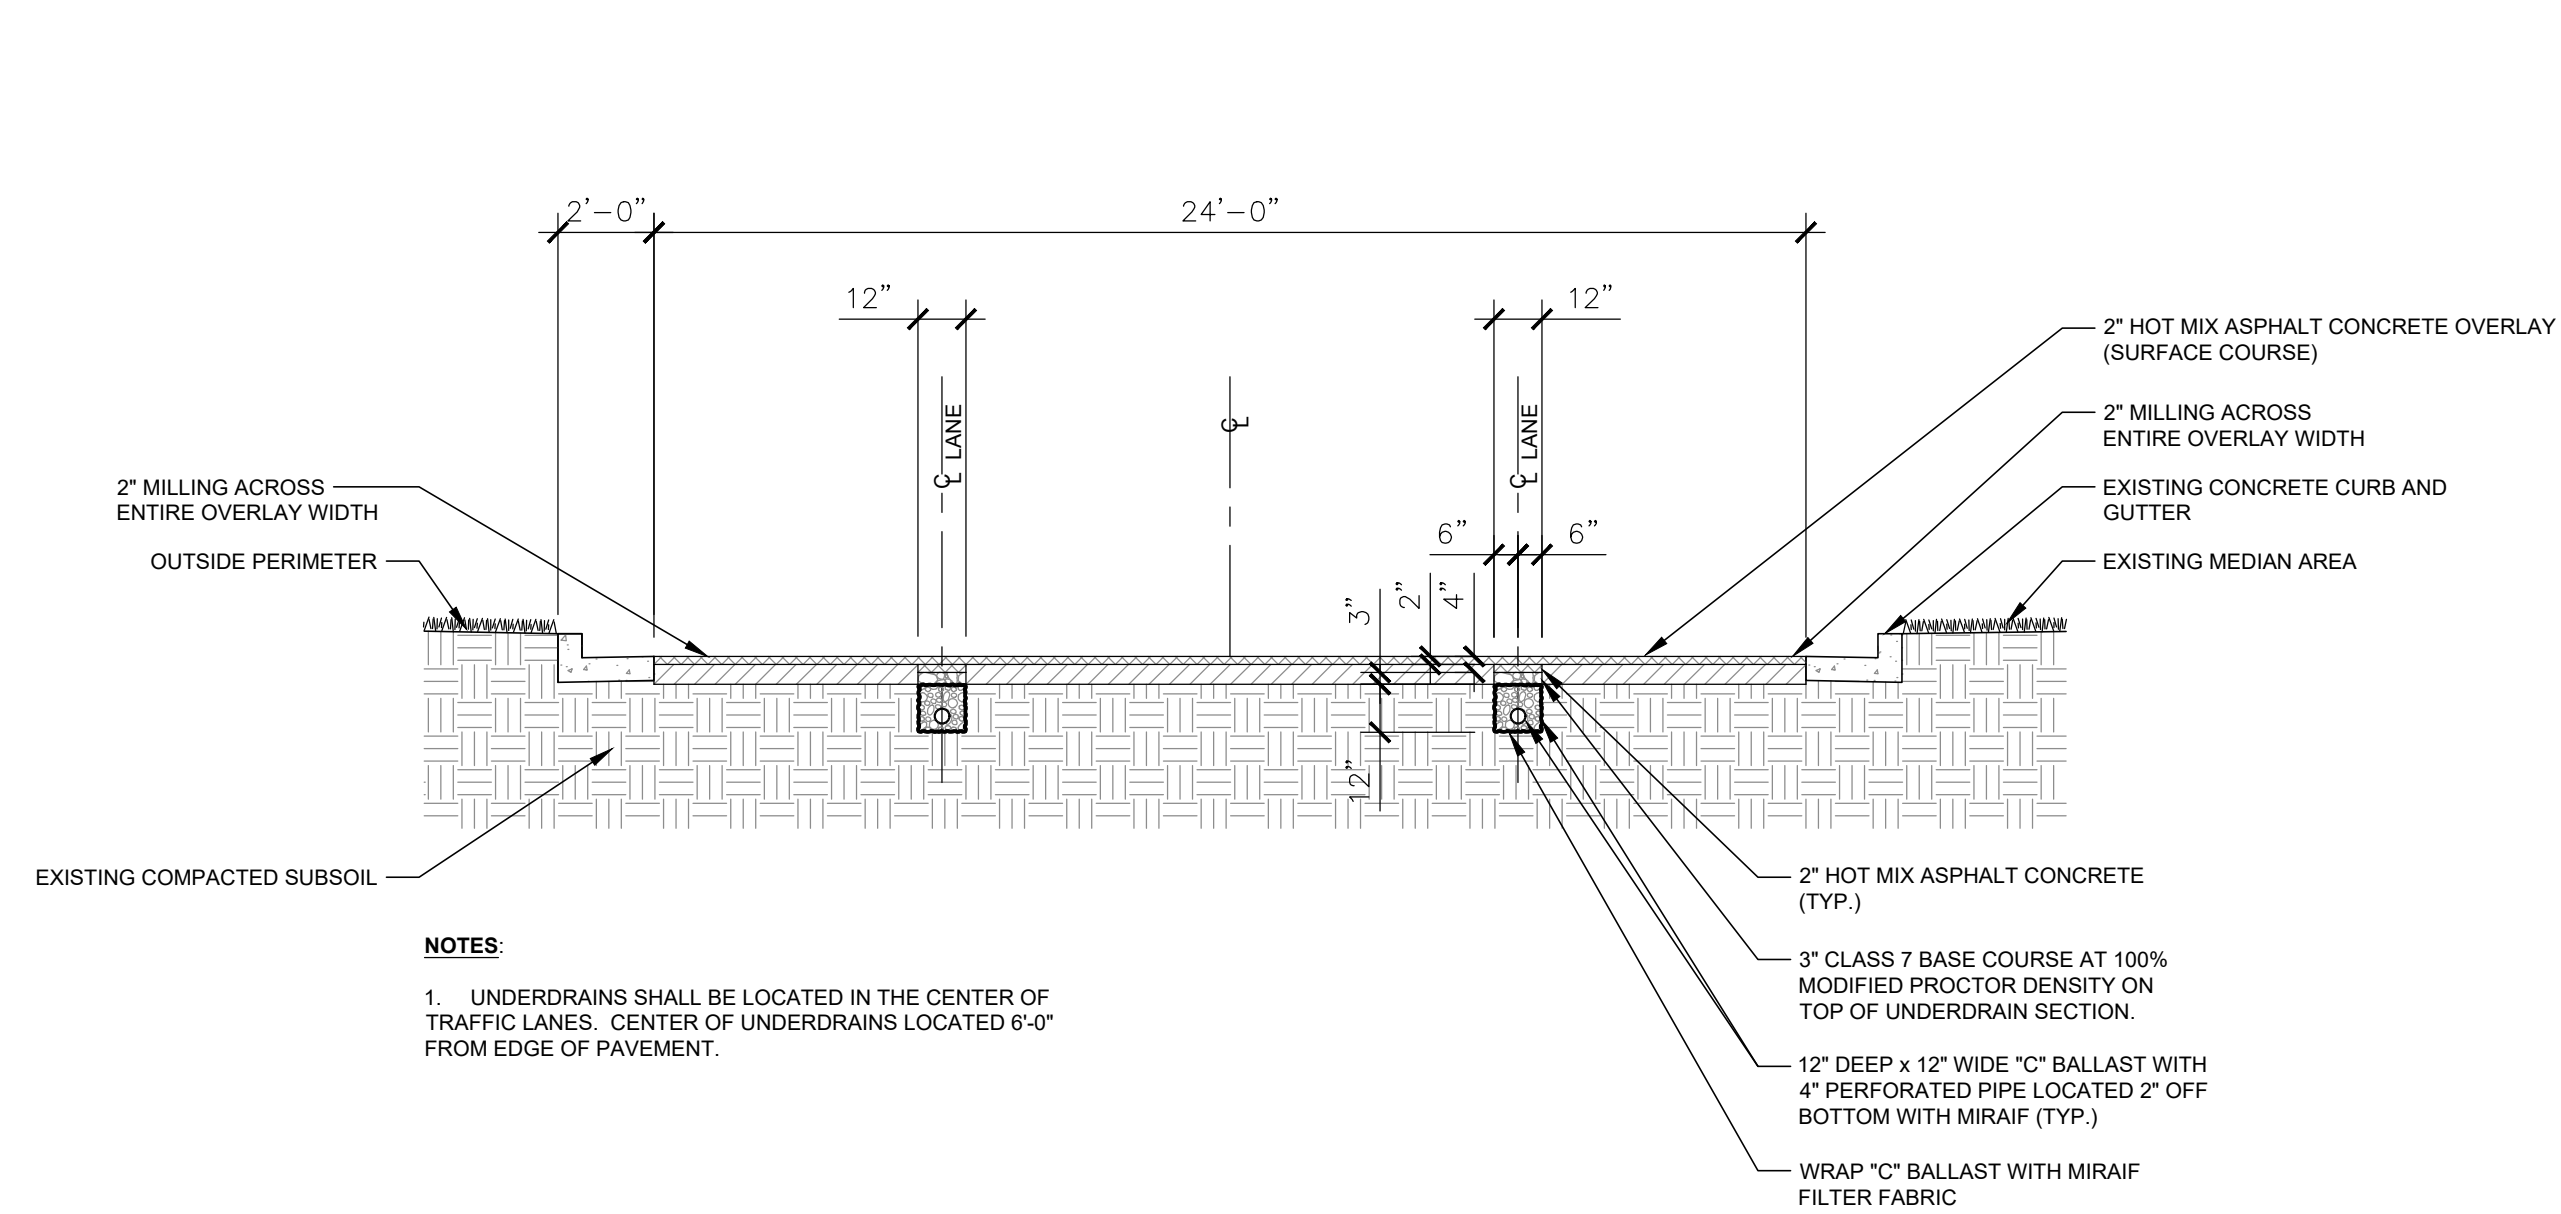 2'-0"
24'-0"
12"
12"
℄ LANE
℄
℄ LANE
6"
6"
3"
2"
4"
12"
2" MILLING ACROSS
ENTIRE OVERLAY WIDTH
OUTSIDE PERIMETER
EXISTING COMPACTED SUBSOIL
2" HOT MIX ASPHALT CONCRETE OVERLAY
(SURFACE COURSE)
2" MILLING ACROSS
ENTIRE OVERLAY WIDTH
EXISTING CONCRETE CURB AND
GUTTER
EXISTING MEDIAN AREA
2" HOT MIX ASPHALT CONCRETE
(TYP.)
3" CLASS 7 BASE COURSE AT 100%
MODIFIED PROCTOR DENSITY ON
TOP OF UNDERDRAIN SECTION.
12" DEEP x 12" WIDE "C" BALLAST WITH
4" PERFORATED PIPE LOCATED 2" OFF
BOTTOM WITH MIRAIF (TYP.)
WRAP "C" BALLAST WITH MIRAIF
FILTER FABRIC
NOTES:
1. UNDERDRAINS SHALL BE LOCATED IN THE CENTER OF
TRAFFIC LANES. CENTER OF UNDERDRAINS LOCATED 6'-0"
FROM EDGE OF PAVEMENT.